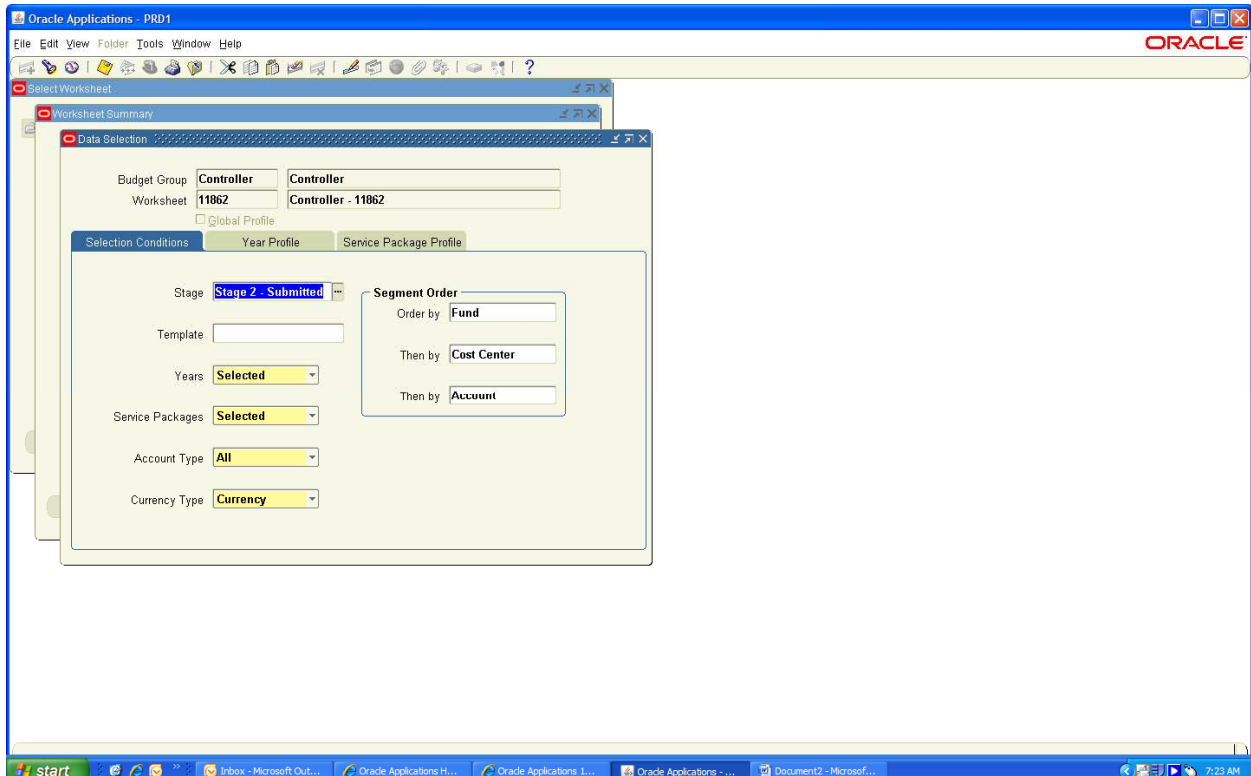 Oracle Applications - PRD1
File Edit View Folder Tools Window Help
ORACLE
Select Worksheet
Worksheet Summary
Data Selection
Budget Group Controller Controller
Worksheet 11862 Controller - 11862
Global Profile
Selection Conditions Year Profile Service Package Profile
Stage Stage 2 - Submitted ...
Segment Order
Order by Fund
Template
Then by Cost Center
Years Selected
Then by Account
Service Packages Selected
Account Type All
Currency Type Currency
start Inbox - Microsoft Out... Oracle Applications H... Oracle Applications 1... Oracle Applications - ... Document2 - Microsof... 7:23 AM